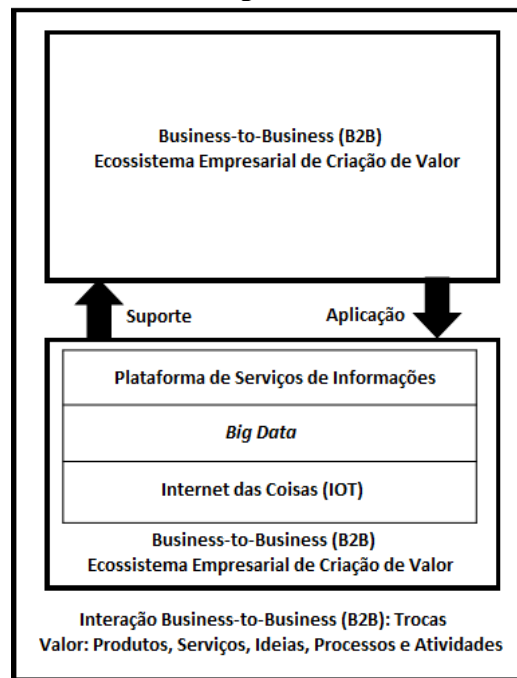 Business-to-Business (B2B)
Ecossistema Empresarial de Criação de Valor
Suporte
Aplicação
Plataforma de Serviços de Informações
Big Data
Internet das Coisas (IOT)
Business-to-Business (B2B)
Ecossistema Empresarial de Criação de Valor
Interação Business-to-Business (B2B): Trocas
Valor: Produtos, Serviços, Ideias, Processos e Atividades